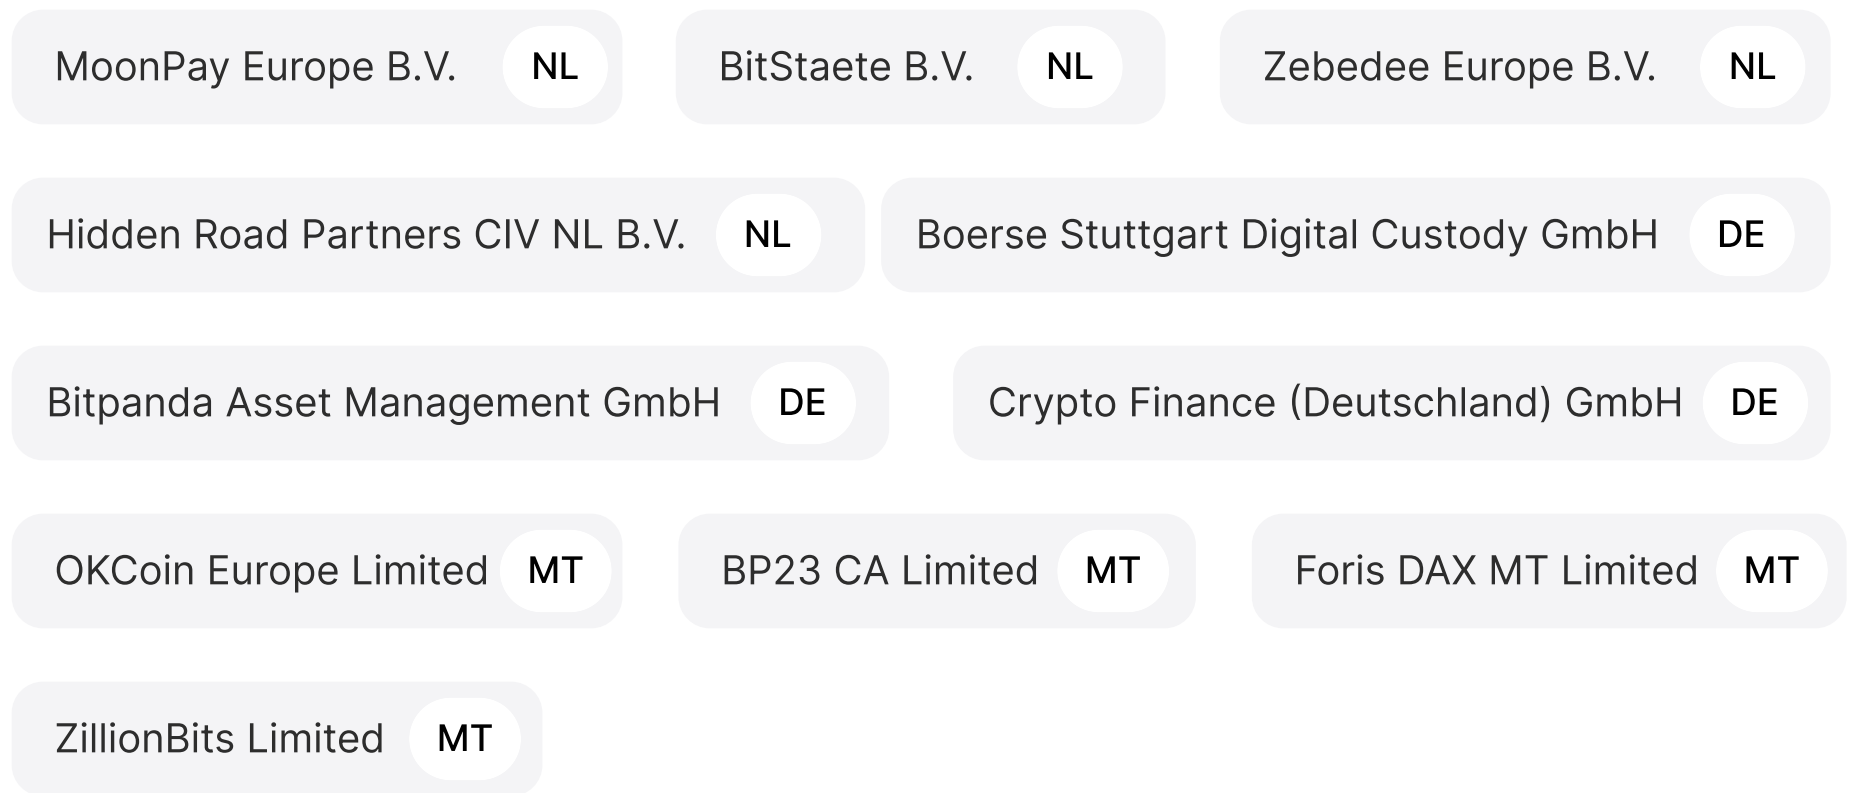 MoonPay Europe B.V. NL BitStaete B.V. NL Zebedee Europe B.V. NL
Hidden Road Partners CIV NL B.V. NL Boerse Stuttgart Digital Custody GmbH DE
Bitpanda Asset Management GmbH DE Crypto Finance (Deutschland) GmbH DE
OKCoin Europe Limited MT BP23 CA Limited MT Foris DAX MT Limited MT
ZillionBits Limited MT